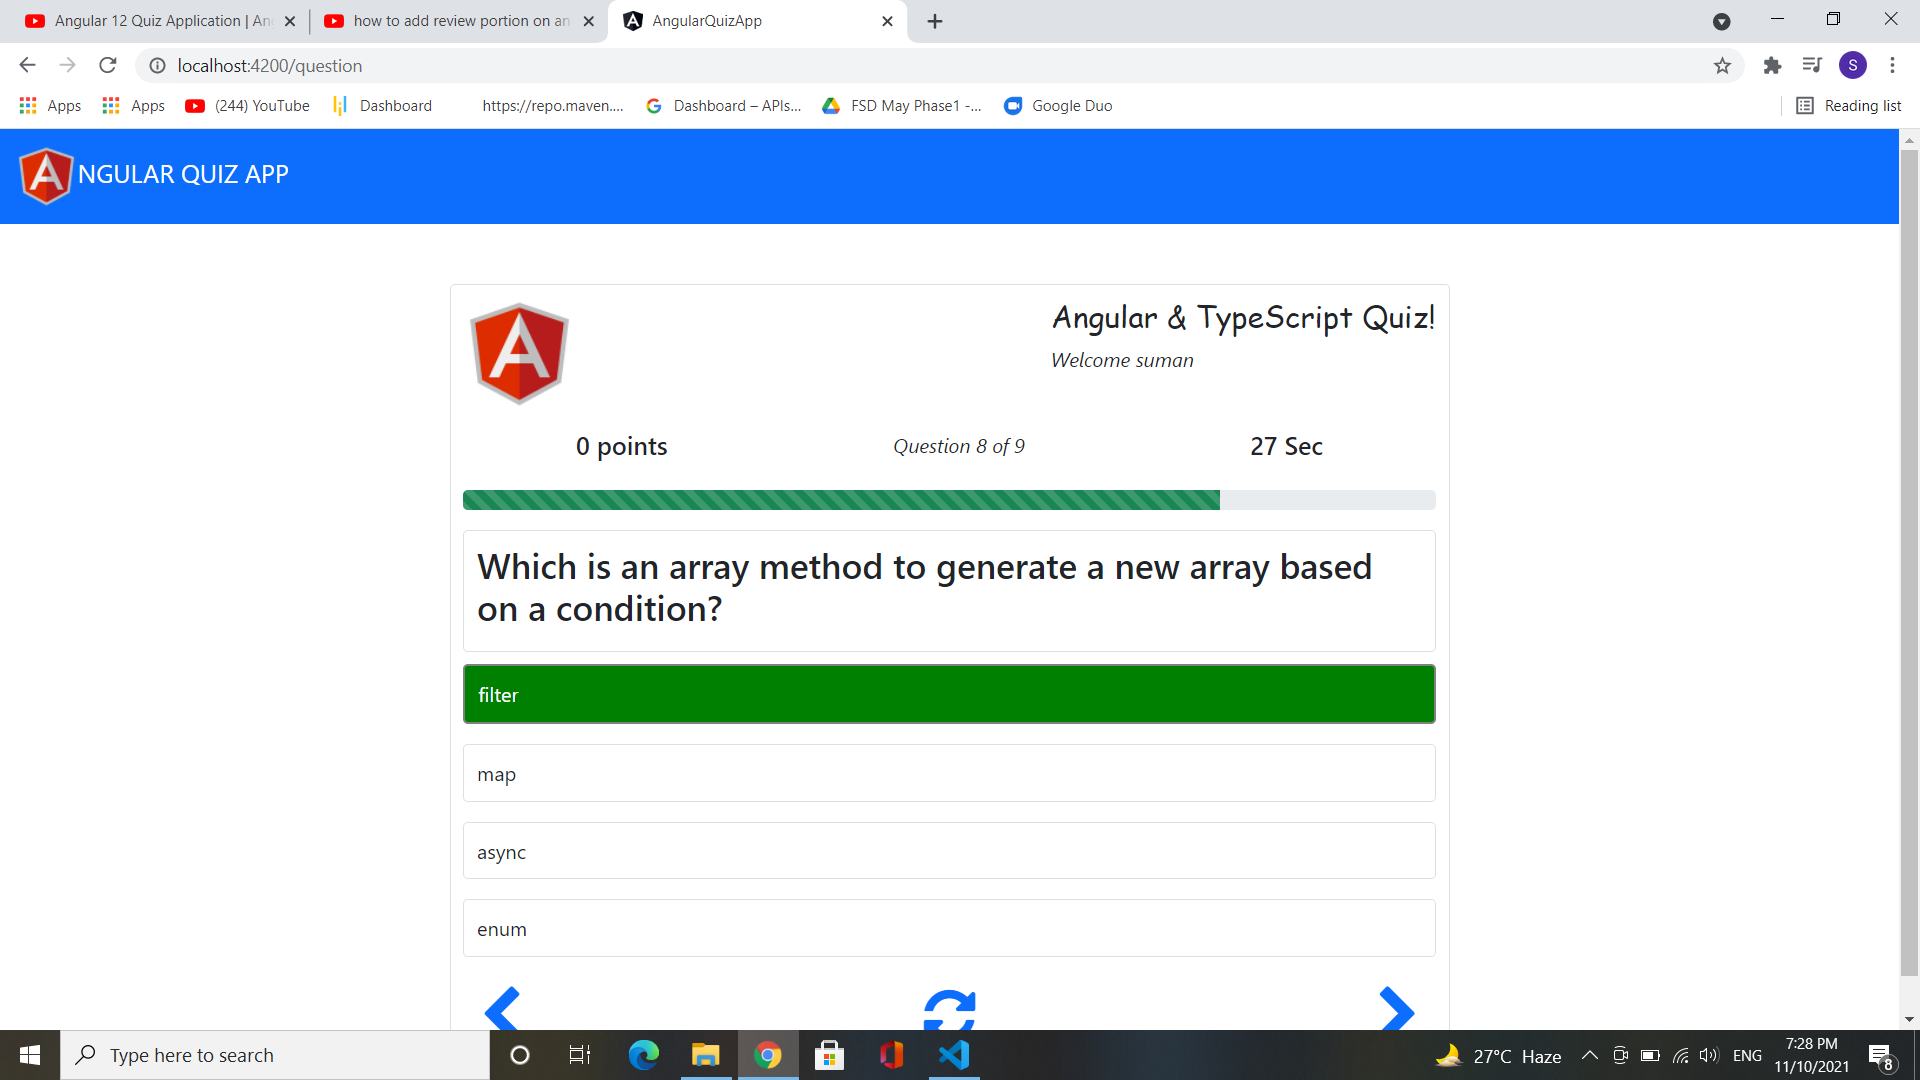 Angular 12 Quiz Application | An
how to add review portion on an
AngularQuizApp
localhost:4200/question
S
Apps
Apps
(244) YouTube
Dashboard
https://repo.maven....
Dashboard – APIs...
FSD May Phase1 -...
Google Duo
Reading list
NGULAR QUIZ APP
Angular & TypeScript Quiz!
Welcome suman
0 points
Question 8 of 9
27 Sec
Which is an array method to generate a new array based
on a condition?
filter
map
async
enum
Type here to search
27°C Haze
ENG
7:28 PM
11/10/2021
8